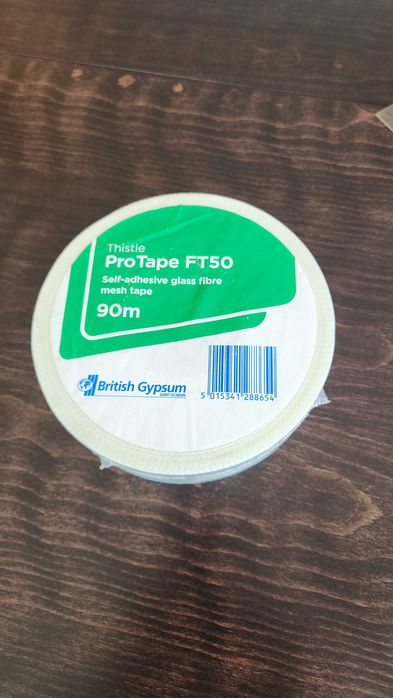 Thistle
ProTape FT50
Self-adhesive glass fibre
mesh tape
90m
British Gypsum
SAINT-GOBAIN
5 015341 288654